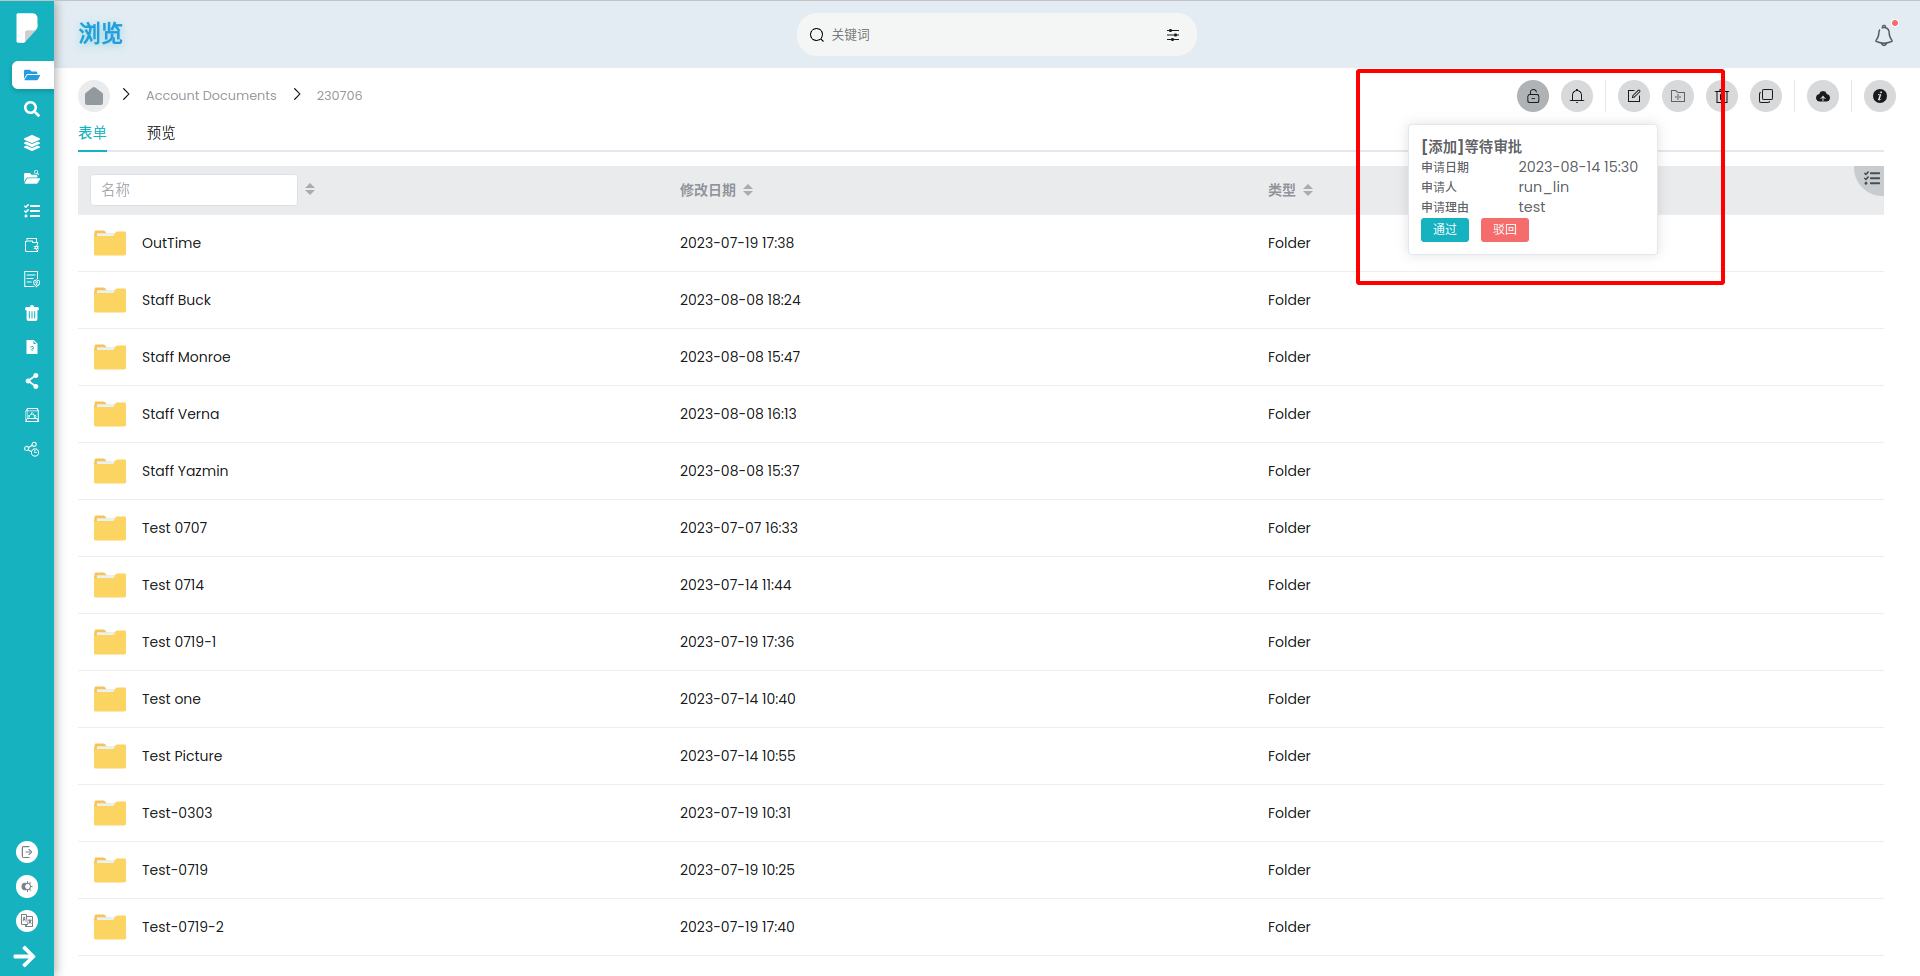 浏览
关键词
Account Documents
230706
表单
预览
名称
修改日期
类型
[添加]等待审批
申请日期 2023-08-14 15:30
申请人 run_lin
申请理由 test
通过 驳回
OutTime 2023-07-19 17:38 Folder
Staff Buck 2023-08-08 18:24 Folder
Staff Monroe 2023-08-08 15:47 Folder
Staff Verna 2023-08-08 16:13 Folder
Staff Yazmin 2023-08-08 15:37 Folder
Test 0707 2023-07-07 16:33 Folder
Test 0714 2023-07-14 11:44 Folder
Test 0719-1 2023-07-19 17:36 Folder
Test one 2023-07-14 10:40 Folder
Test Picture 2023-07-14 10:55 Folder
Test-0303 2023-07-19 10:31 Folder
Test-0719 2023-07-19 10:25 Folder
Test-0719-2 2023-07-19 17:40 Folder